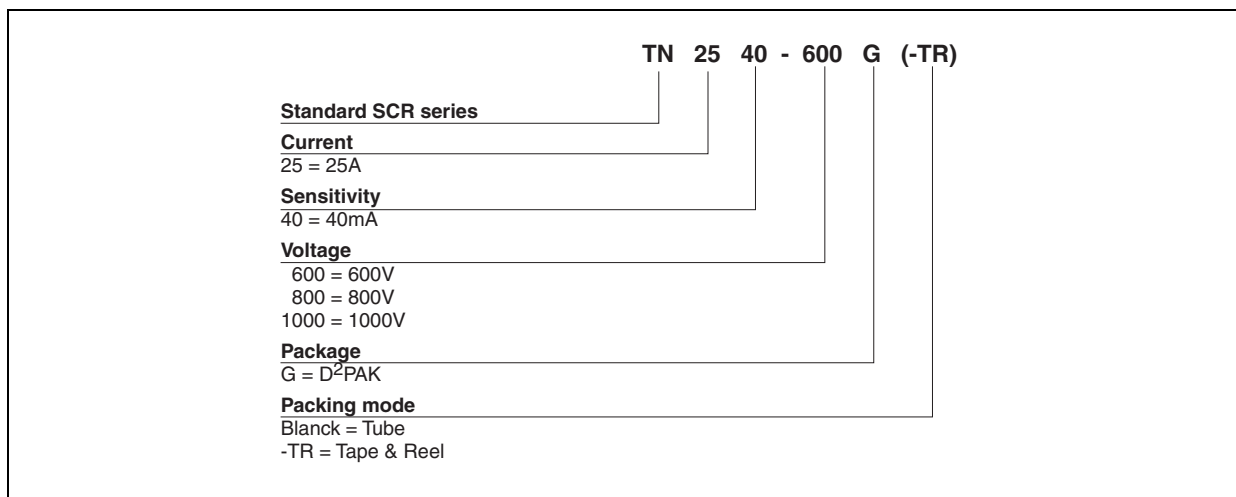 TN 25 40 - 600 G (-TR)
Standard SCR series
Current
25 = 25A
Sensitivity
40 = 40mA
Voltage
600 = 600V
800 = 800V
1000 = 1000V
Package
G = D²PAK
Packing mode
Blanck = Tube
-TR = Tape & Reel